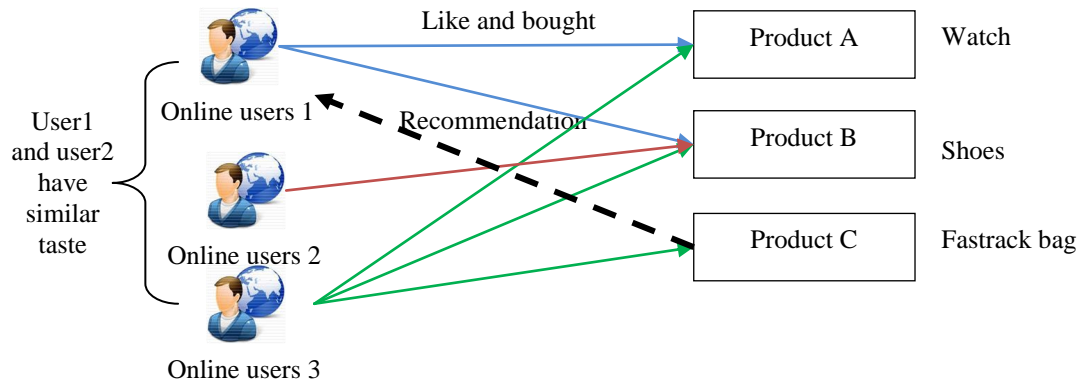 Like and bought
Product A
Watch
Online users 1
Recommendation
User1
and user2
have
similar
taste
Product B
Shoes
Online users 2
Product C
Fastrack bag
Online users 3